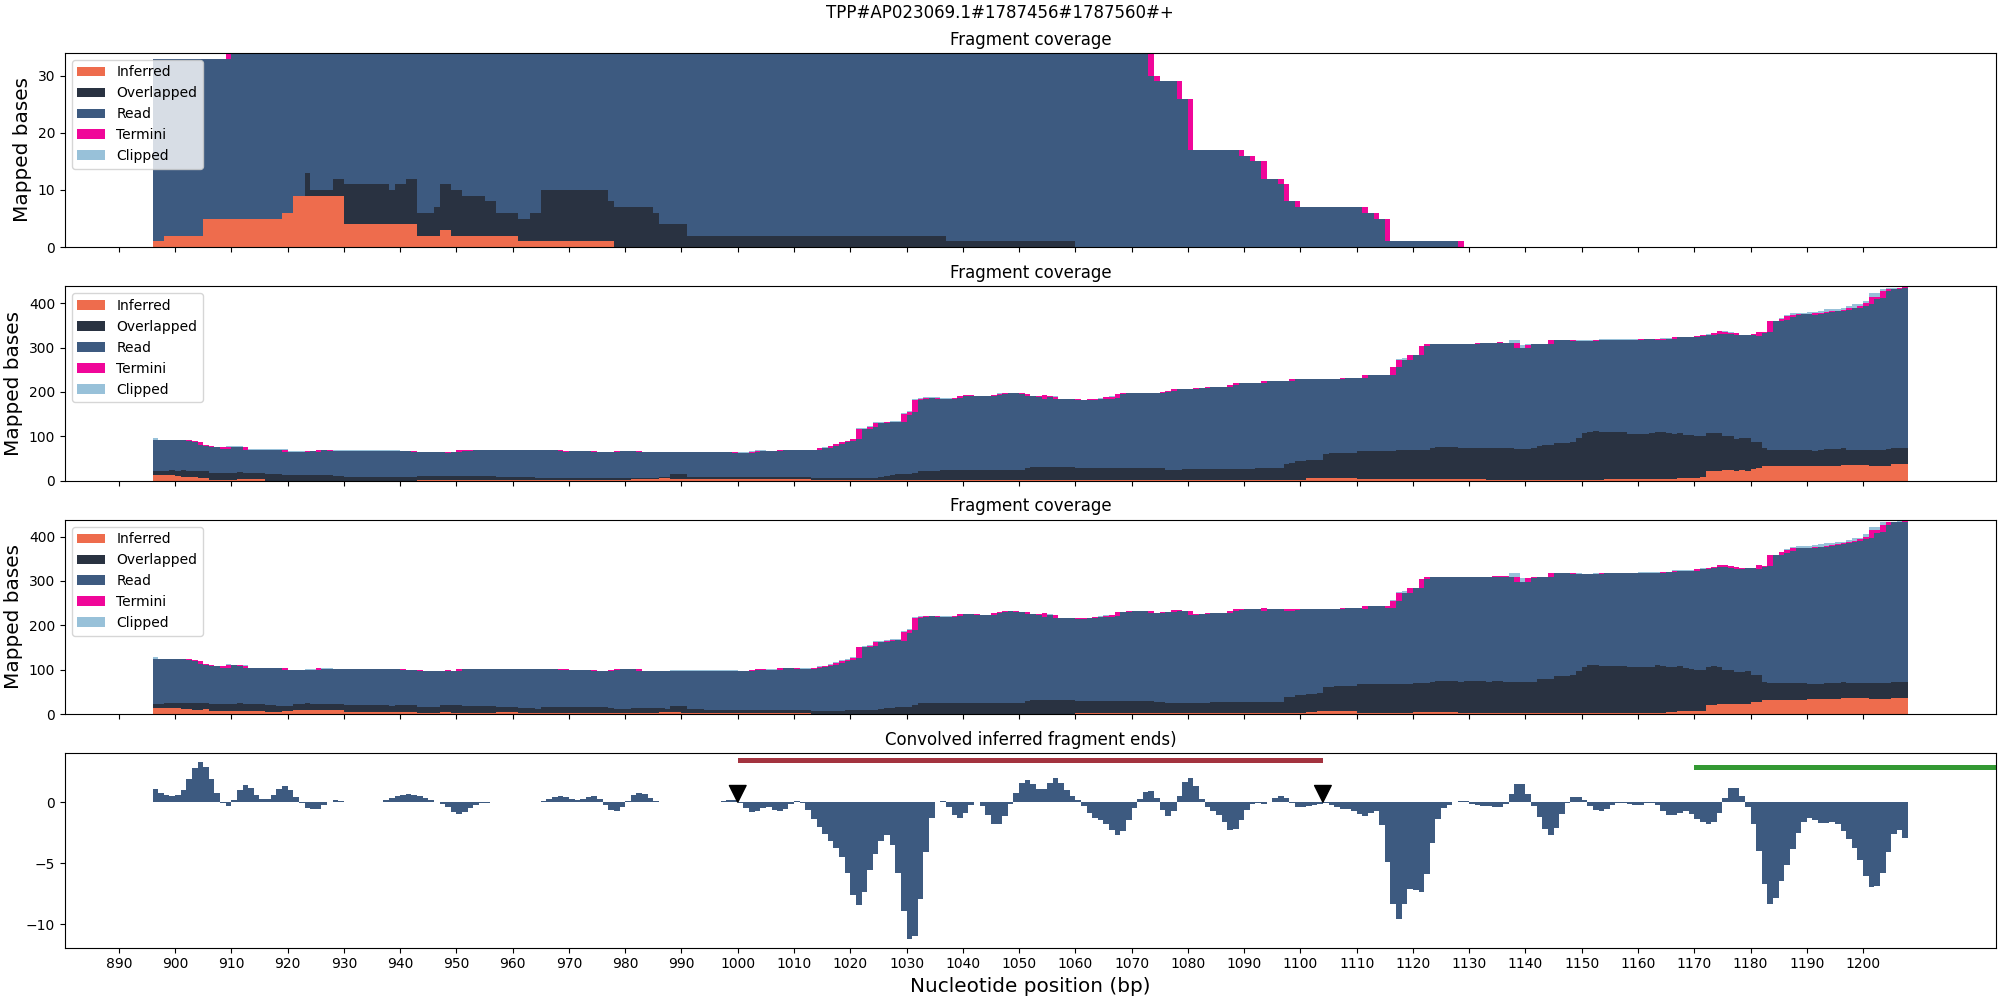 TPP#AP023069.1#1787456#1787560#+
Fragment coverage
Mapped bases
30
20
10
0
Inferred
Overlapped
Read
Termini
Clipped
Fragment coverage
Mapped bases
400
300
200
100
0
Inferred
Overlapped
Read
Termini
Clipped
Fragment coverage
Mapped bases
400
300
200
100
0
Inferred
Overlapped
Read
Termini
Clipped
Convolved inferred fragment ends)
0
−5
−10
890 900 910 920 930 940 950 960 970 980 990 1000 1010 1020 1030 1040 1050 1060 1070 1080 1090 1100 1110 1120 1130 1140 1150 1160 1170 1180 1190 1200
Nucleotide position (bp)